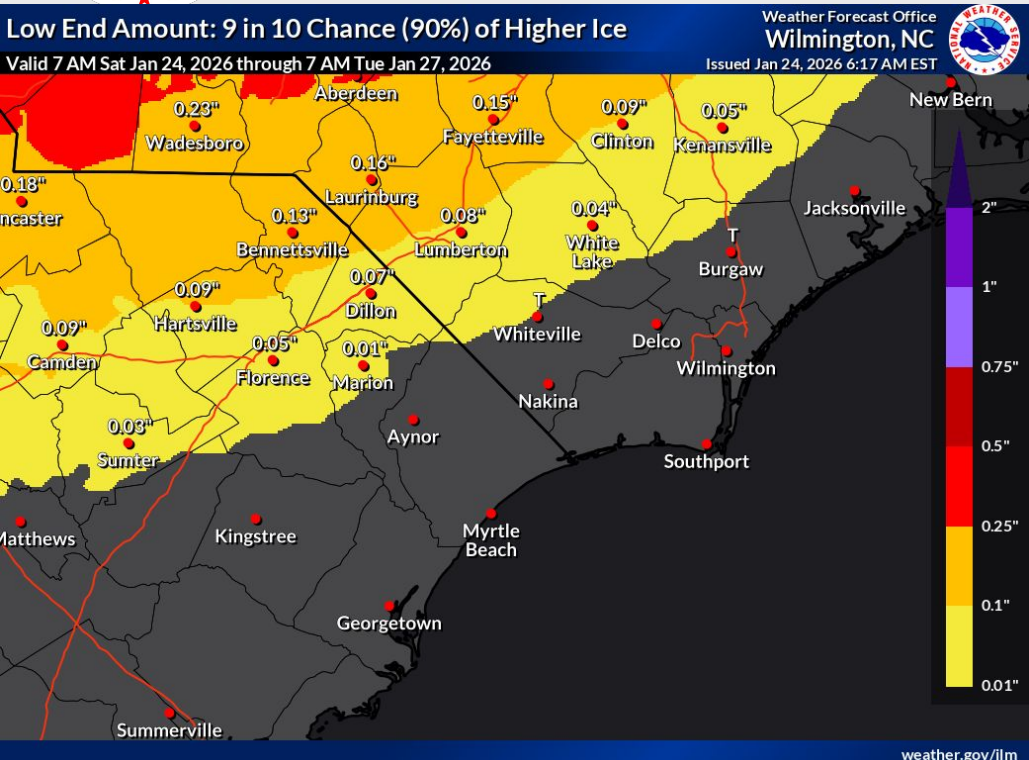 Low End Amount: 9 in 10 Chance (90%) of Higher Ice
Valid 7 AM Sat Jan 24, 2026 through 7 AM Tue Jan 27, 2026
Weather Forecast Office
Wilmington, NC
Issued Jan 24, 2026 6:17 AM EST
NATIONAL WEATHER SERVICE
Aberdeen
New Bern
0.23"
Wadesboro
0.15"
Fayetteville
0.09"
Clinton
0.05"
Kenansville
0.18"
ncaster
0.16"
Laurinburg
Jacksonville
0.13"
Bennettsville
0.08"
Lumberton
0.04"
White
Lake
T
Burgaw
0.09"
Hartsville
0.07"
Dillon
T
Whiteville
Delco
Wilmington
0.09"
Camden
0.05"
Florence
0.01"
Marion
Nakina
Aynor
0.03"
Sumter
Southport
Matthews
Kingstree
Myrtle
Beach
Georgetown
Summerville
2"
1"
0.75"
0.5"
0.25"
0.1"
0.01"
weather.gov/ilm